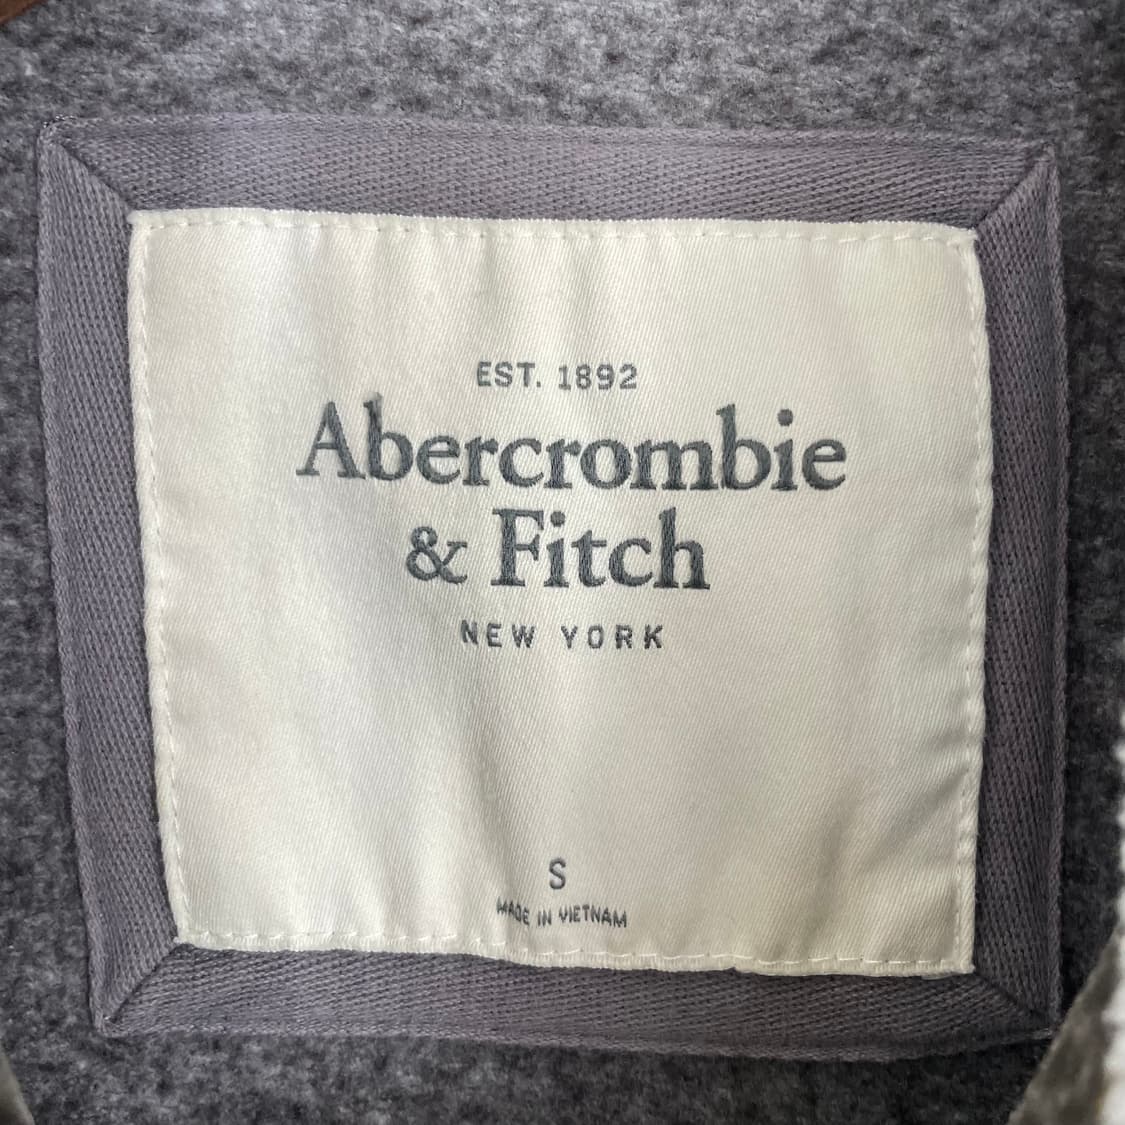 EST. 1892
Abercrombie
& Fitch
NEW YORK
S
MADE IN VIETNAM